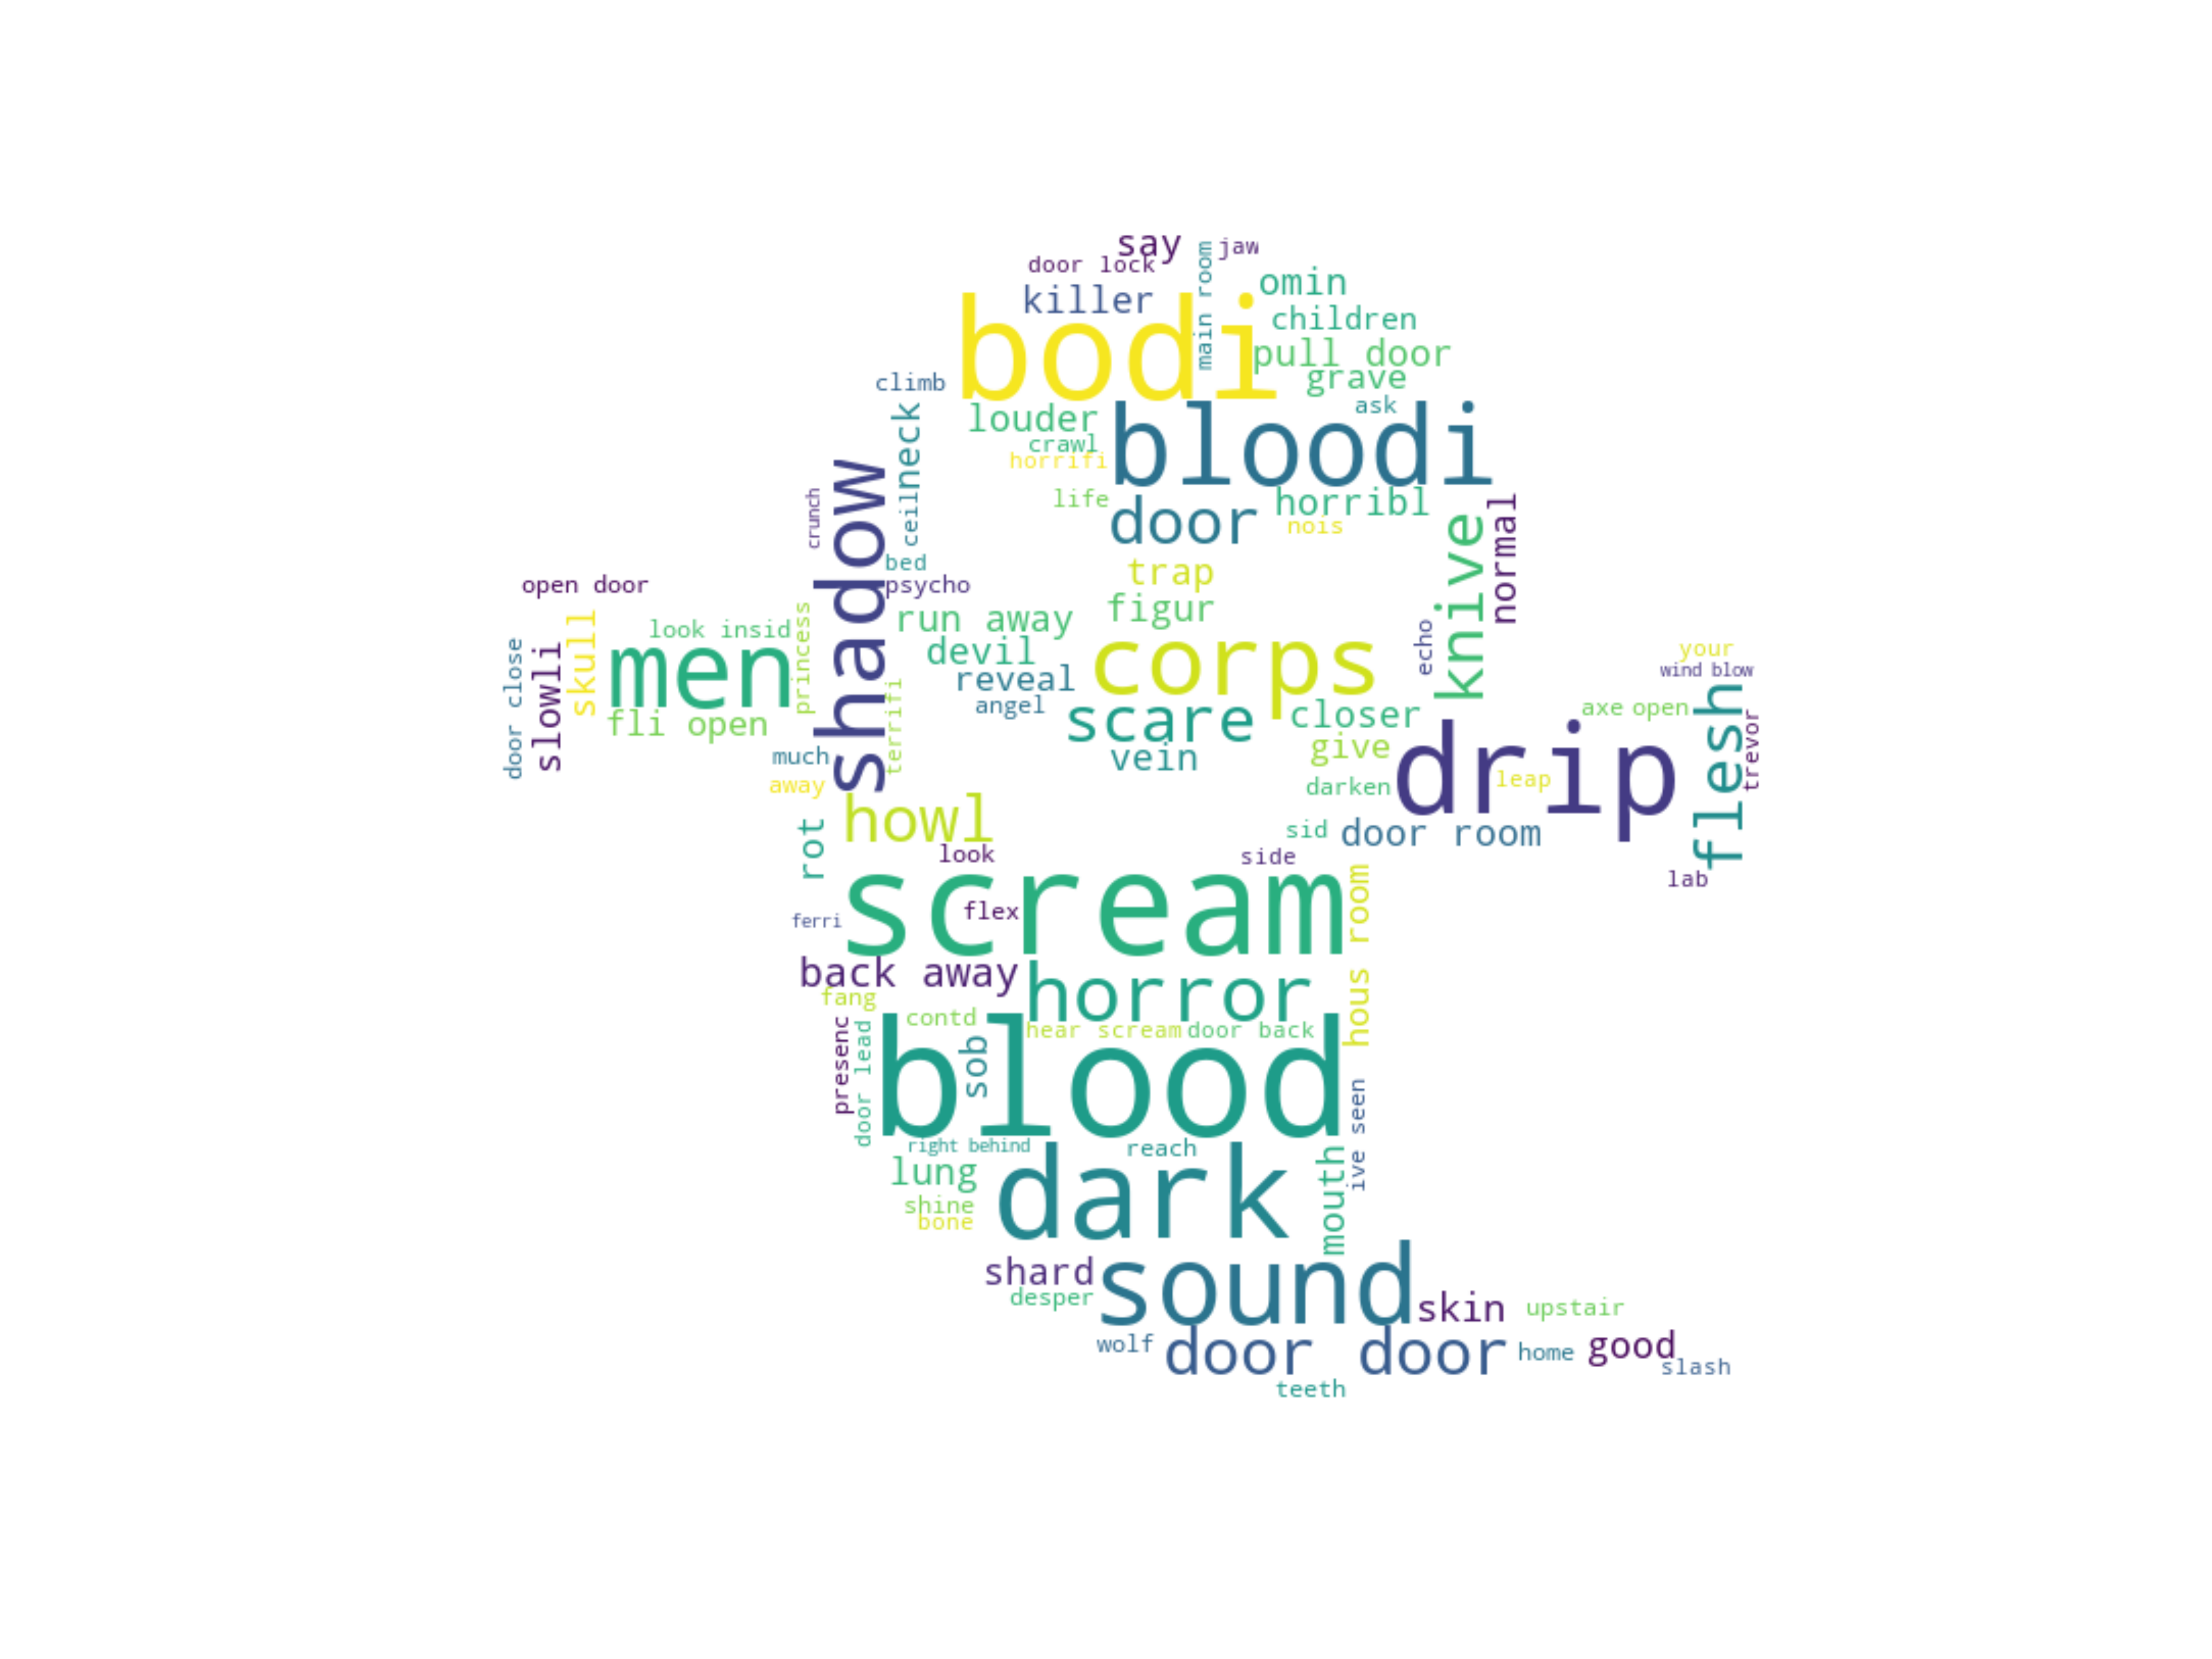 say
jaw
door lock
main room
omin
killer
children
bodi
pull door
grave
climb
ask
louder
neck
bloodi
crawl
horrifi
shadow
life
horribl
normal
crunch
ceil
door
nois
knive
bed
open door
psycho
trap
princess
skull
figur
run away
look insid
echo
men
devil
corps
your
door close
slowli
wind blow
reveal
terrifi
angel
flesh
axe open
scare
closer
trevor
fli open
give
drip
much
vein
leap
away
darken
howl
rot
sid
door room
look
side
lab
scream
hous room
flex
ferri
back away
horror
fang
contd
presenc
door lead
hear scream
door back
blood
sob
ive seen
right behind
reach
lung
dark
mouth
shine
bone
shard
sound
desper
skin
upstair
wolf
door door
home
good
slash
teeth